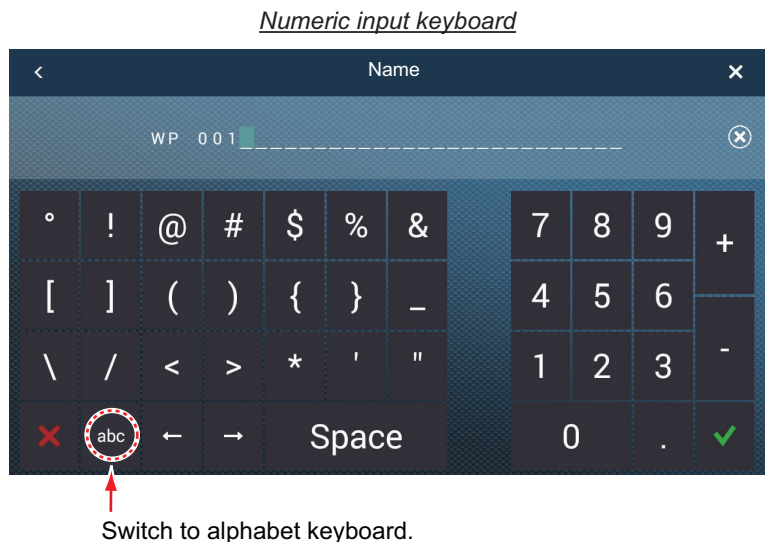 Numeric input keyboard
< Name ×
WP 001
° ! @ # $ % & 7 8 9 +
[ ] ( ) { } _ 4 5 6
\ / < > * ' " 1 2 3 -
abc ← → Space 0 .
Switch to alphabet keyboard.